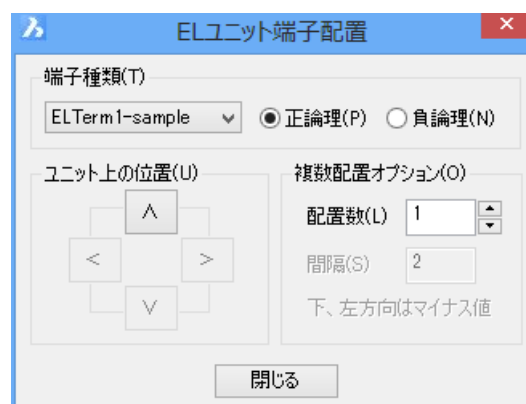 ELユニット端子配置
端子種類(T)
ELTerm1-sample 正論理(P) 負論理(N)
ユニット上の位置(U)
複数配置オプション(O)
配置数(L) 1
間隔(S) 2
下、左方向はマイナス値
閉じる